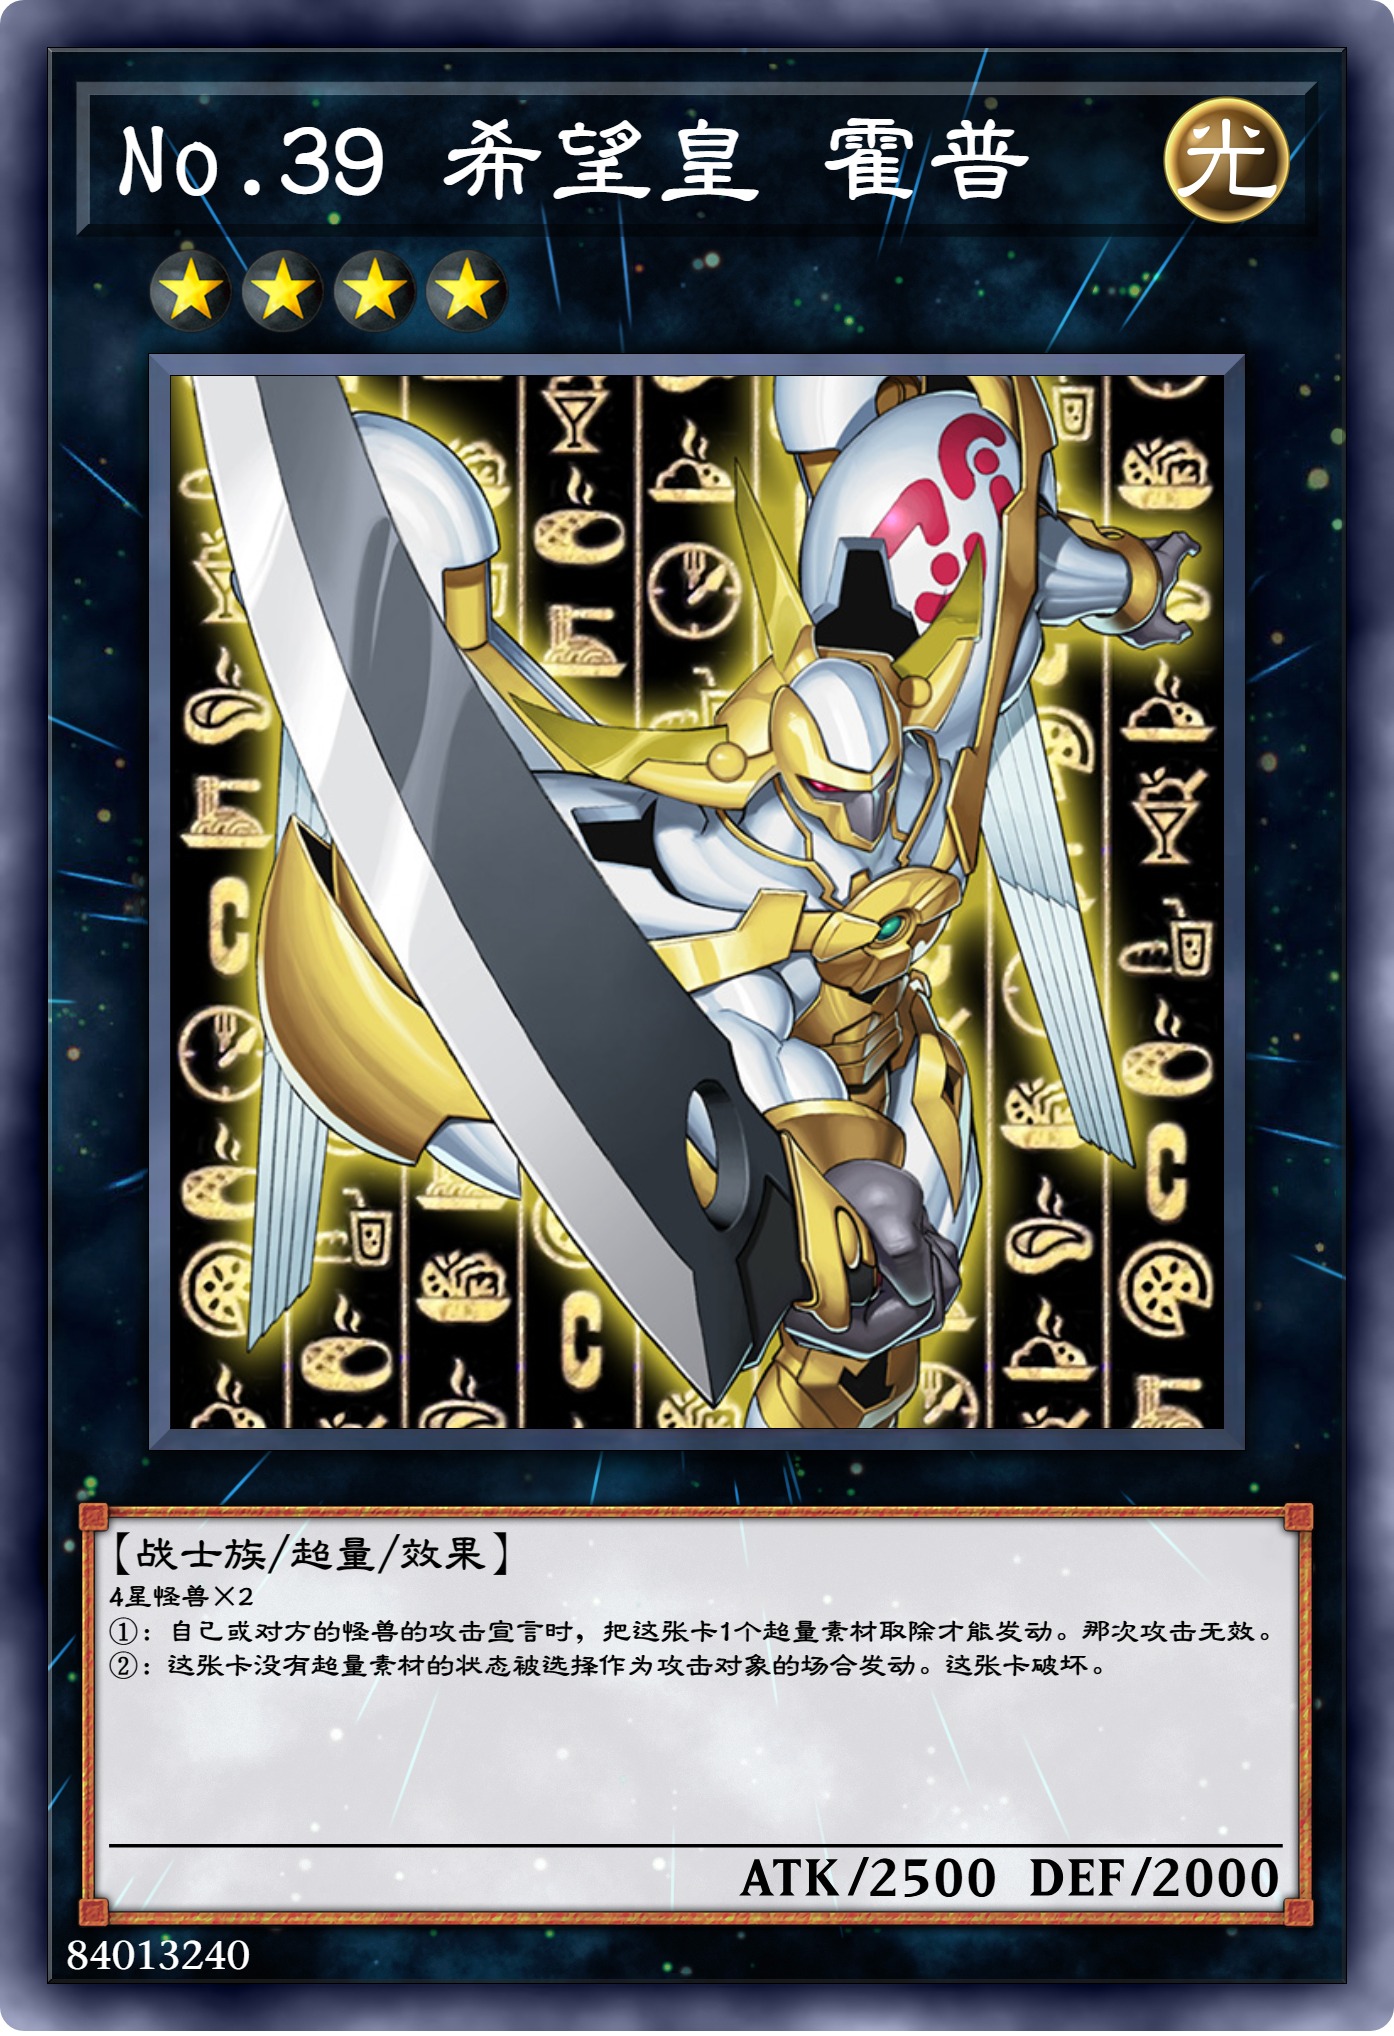 No.39 希望皇 霍普
光
【战士族/超量/效果】
4星怪兽×2
①：自己或对方的怪兽的攻击宣言时，把这张卡1个超量素材取除才能发动。那次攻击无效。
②：这张卡没有超量素材的状态被选择作为攻击对象的场合发动。这张卡破坏。
ATK/2500 DEF/2000
84013240